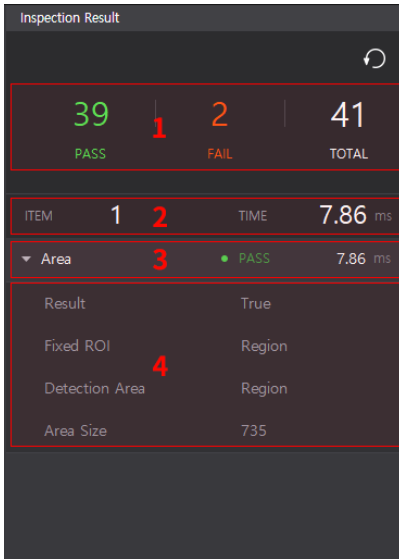 Inspection Result
39 1 2 41
PASS FAIL TOTAL
ITEM 1 2 TIME 7.86 ms
Area 3 PASS 7.86 ms
Result True
Fixed ROI Region
4
Detection Area Region
Area Size 735